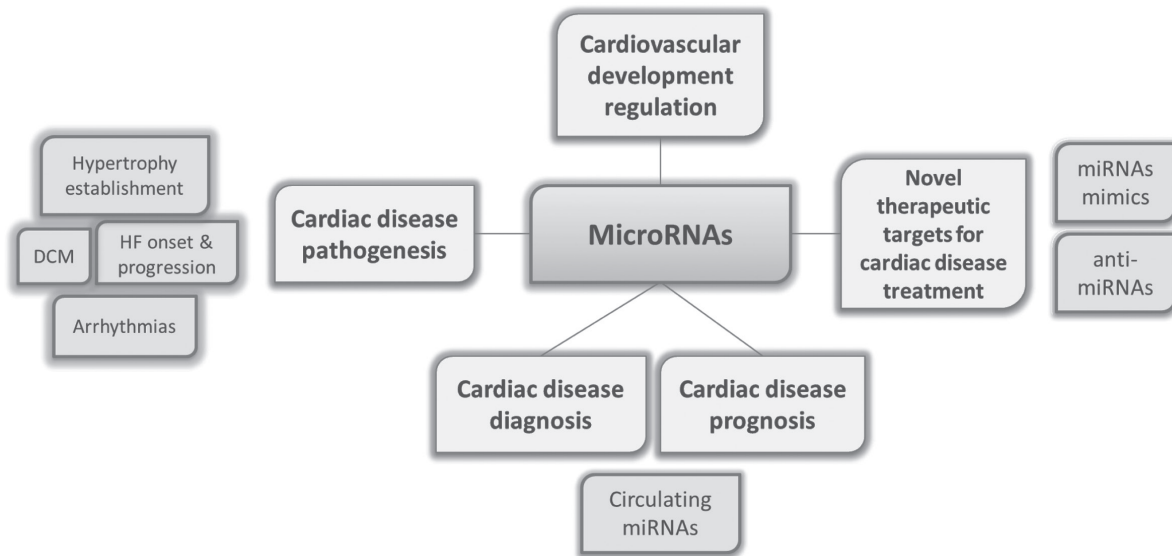 Cardiovascular
development
regulation
Hypertrophy
establishment
DCM
HF onset &
progression
Arrhythmias
Cardiac disease
pathogenesis
MicroRNAs
Novel
therapeutic
targets for
cardiac disease
treatment
miRNAs
mimics
anti-
miRNAs
Cardiac disease
diagnosis
Cardiac disease
prognosis
Circulating
miRNAs